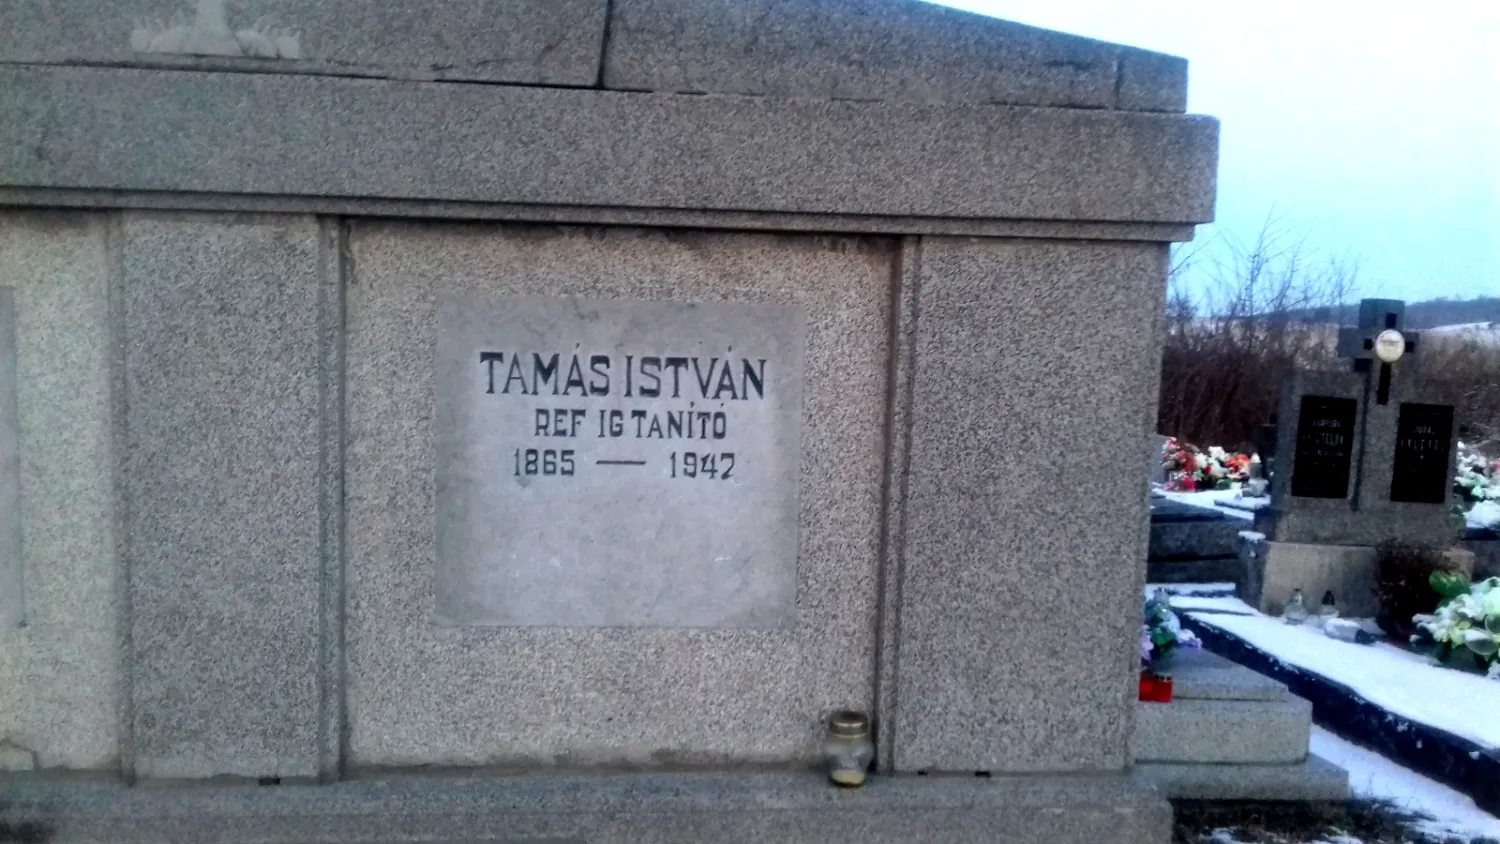 TAMÁS ISTVÁN
REF IG TANÍTÓ
1865 — 1947